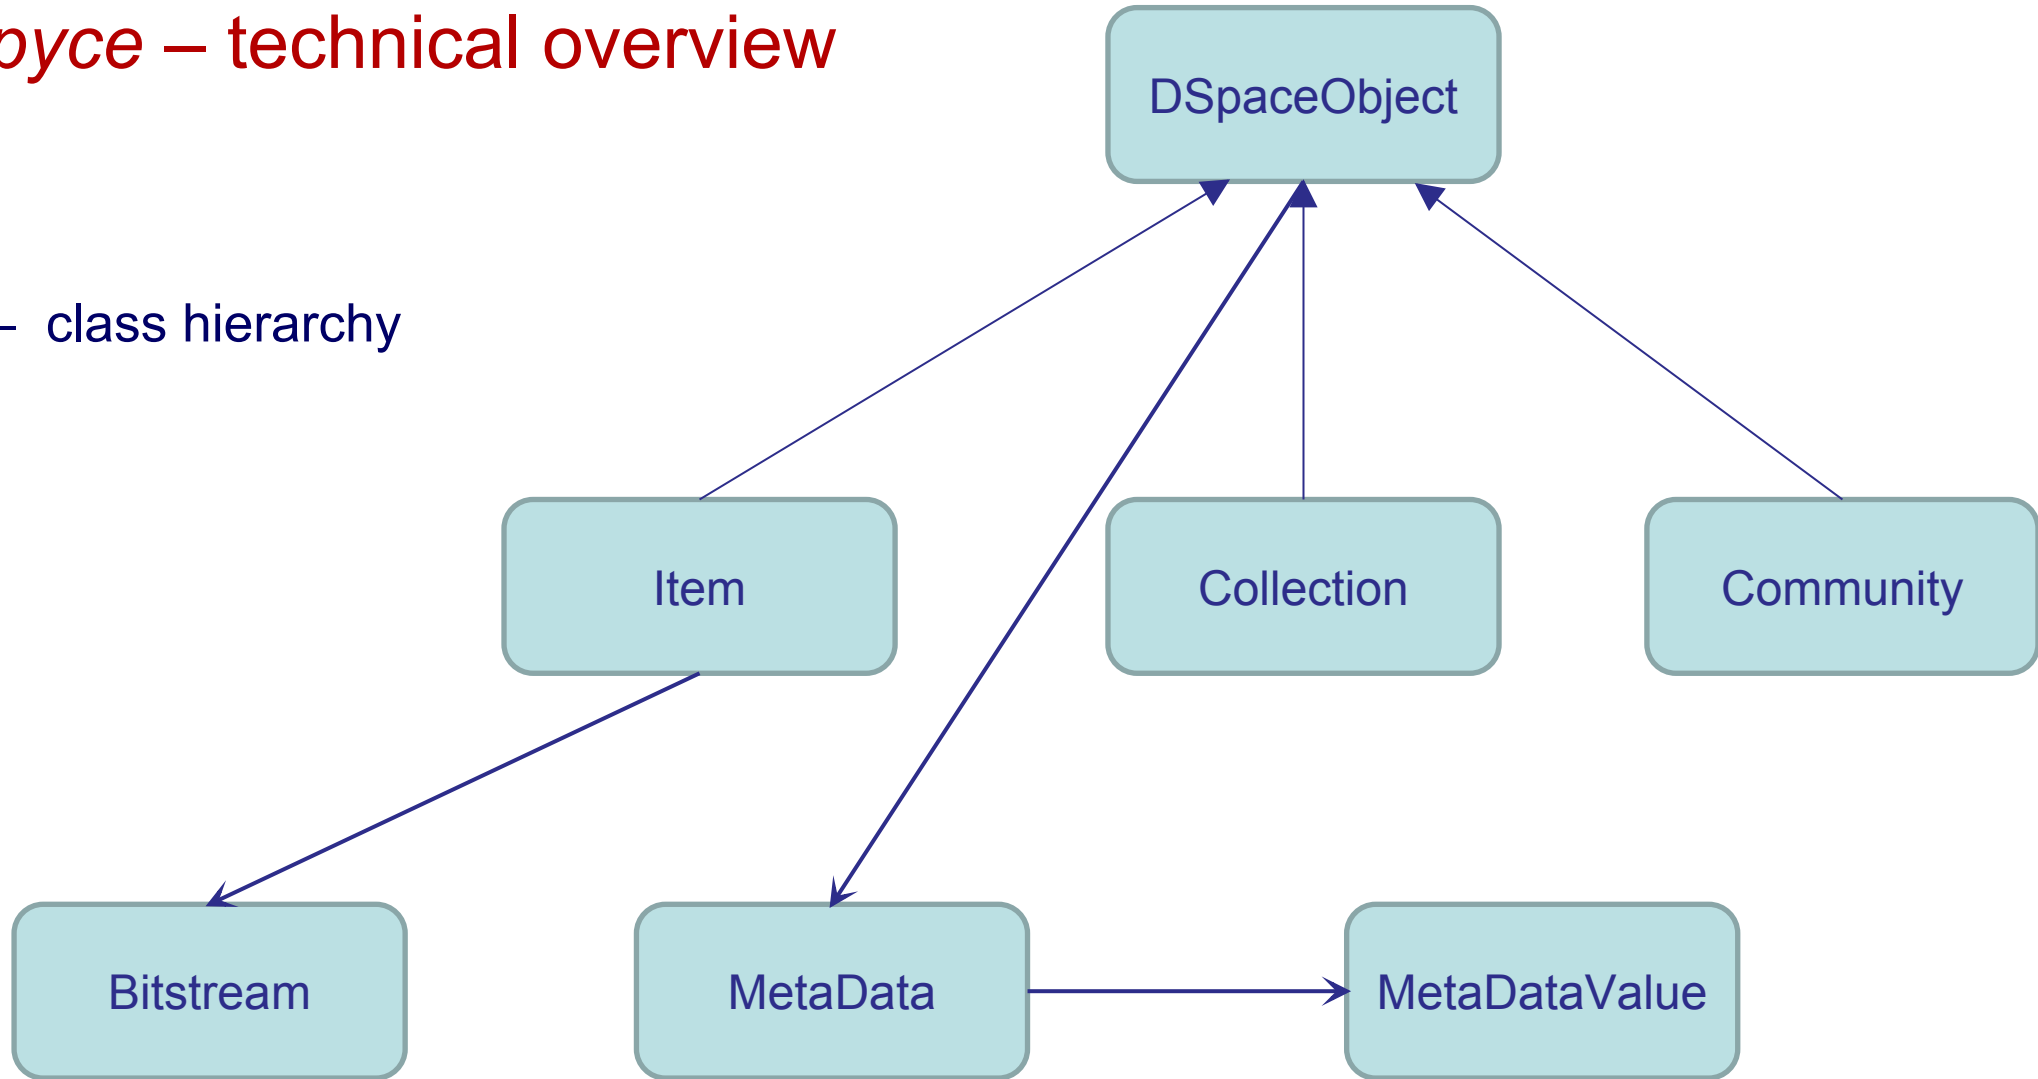 pyce – technical overview
DSpaceObject
– class hierarchy
Item
Collection
Community
Bitstream
MetaData
MetaDataValue